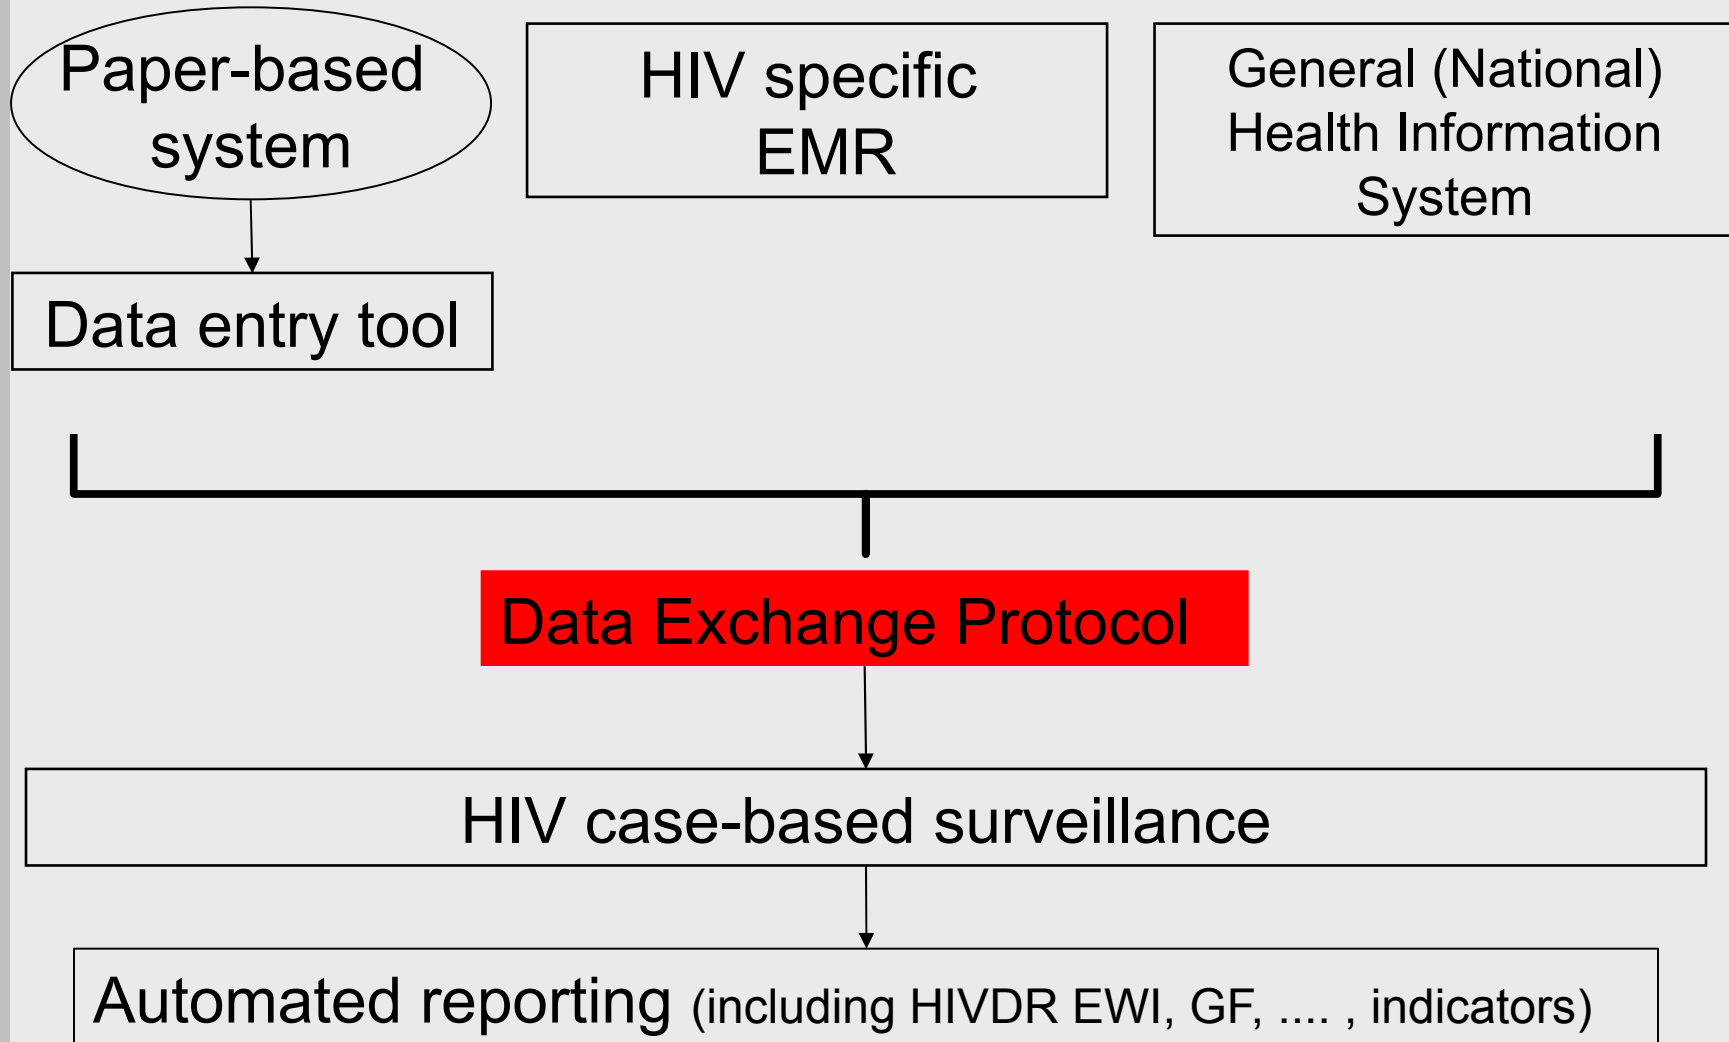 Paper-based
system
HIV specific
EMR
General (National)
Health Information
System
Data entry tool
Data Exchange Protocol
HIV case-based surveillance
Automated reporting (including HIVDR EWI, GF, .... , indicators)